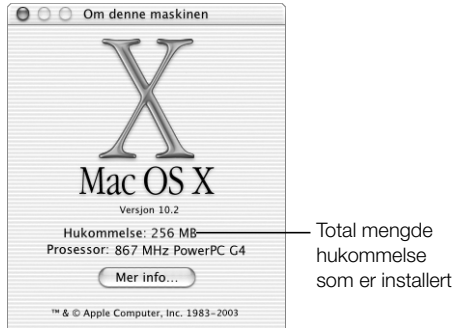 Om denne maskinen
X
Mac OS X
Versjon 10.2
Hukommelse: 256 MB
Prosessor: 867 MHz PowerPC G4
Mer info...
™ & © Apple Computer, Inc. 1983-2003
Total mengde
hukommelse
som er installert